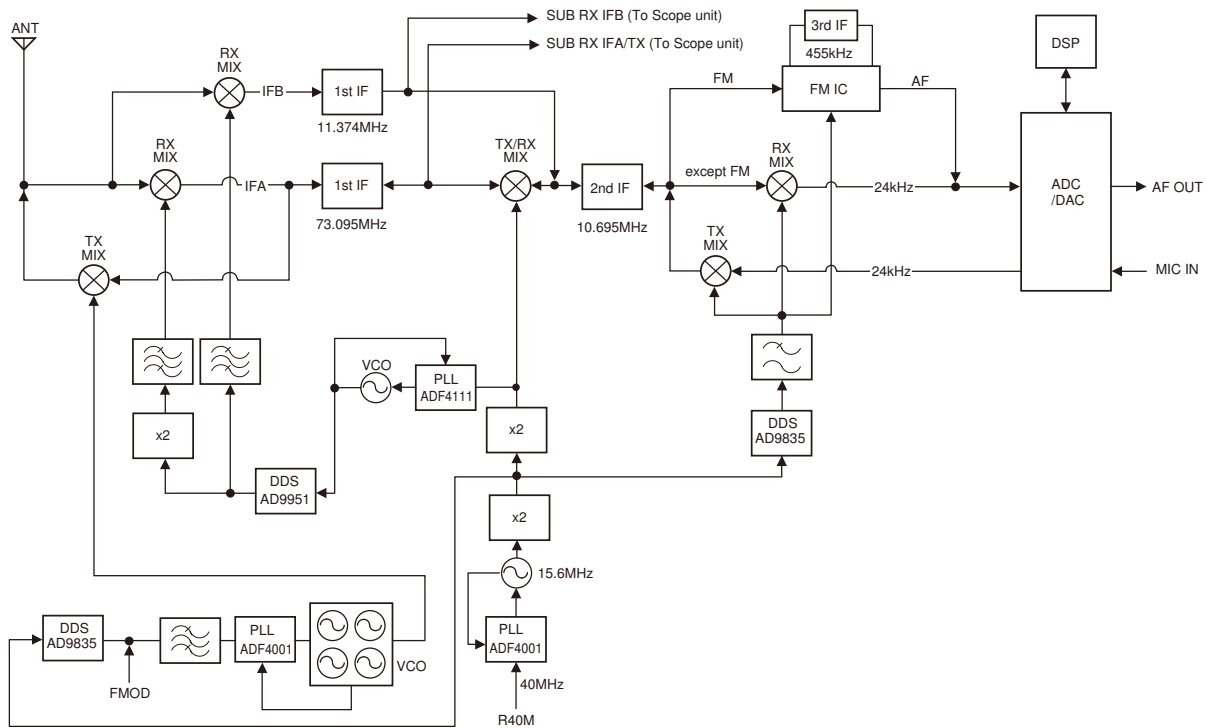 SUB RX IFB (To Scope unit)
SUB RX IFA/TX (To Scope unit)
ANT
RX
MIX
IFB
1st IF
11.374MHz
RX
MIX
IFA
1st IF
73.095MHz
TX
MIX
TX/RX
MIX
2nd IF
10.695MHz
FM
3rd IF
455kHz
FM IC
AF
except FM
RX
MIX
24kHz
TX
MIX
24kHz
DSP
ADC
/DAC
AF OUT
MIC IN
VCO
PLL
ADF4111
x2
x2
DDS
AD9951
DDS
AD9835
x2
15.6MHz
PLL
ADF4001
40MHz
R40M
DDS
AD9835
FMOD
PLL
ADF4001
VCO